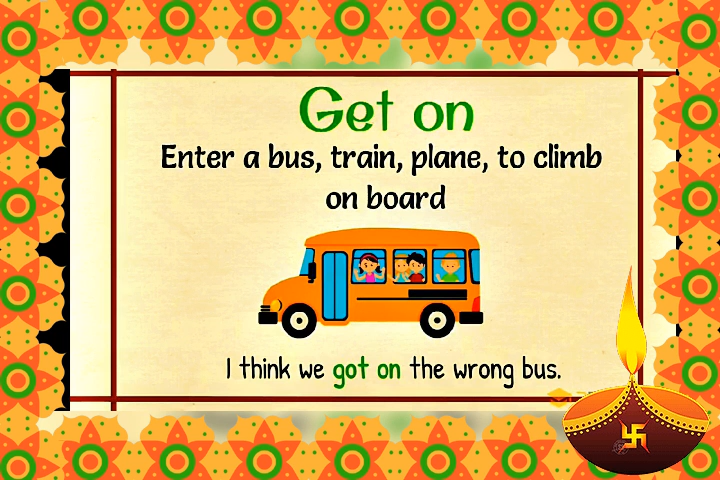 Get on
Enter a bus, train, plane, to climb
on board
I think we got on the wrong bus.